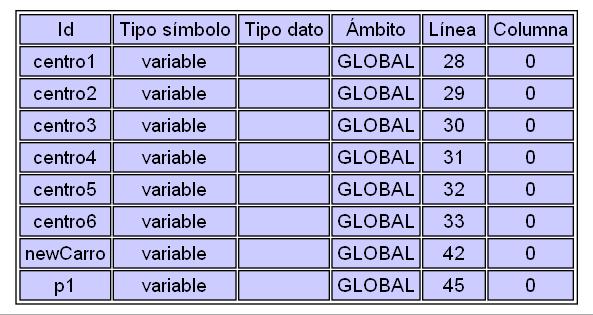 Id Tipo símbolo Tipo dato Ámbito Línea Columna
centro1 variable GLOBAL 28 0
centro2 variable GLOBAL 29 0
centro3 variable GLOBAL 30 0
centro4 variable GLOBAL 31 0
centro5 variable GLOBAL 32 0
centro6 variable GLOBAL 33 0
newCarro variable GLOBAL 42 0
p1 variable GLOBAL 45 0